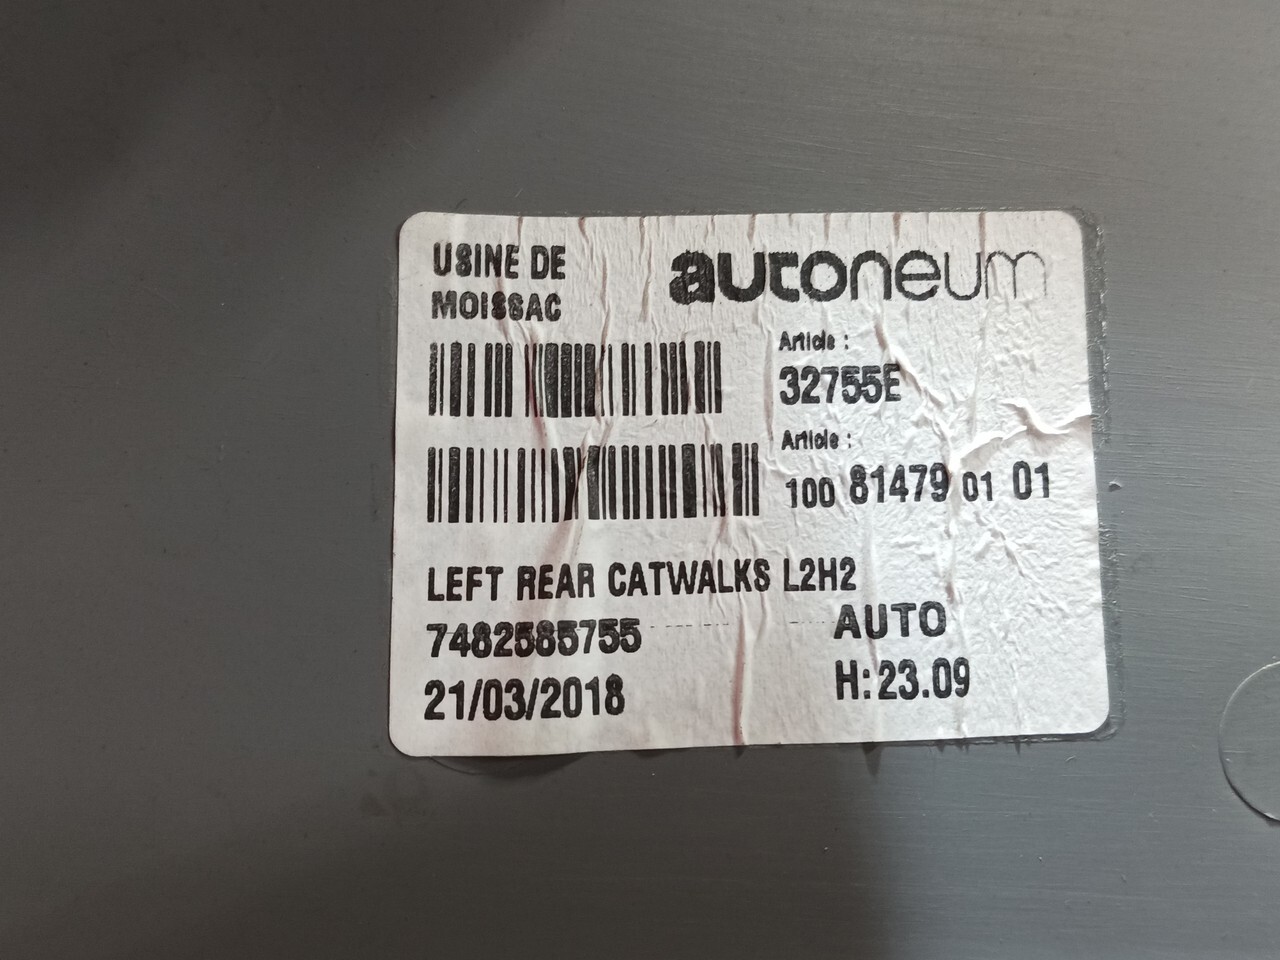 USINE DE
MOISSAC
autoneum
Article :
32755E
Article :
100 81479 01 01
LEFT REAR CATWALKS L2H2
7482585755
AUTO
21/03/2018
H: 23.09